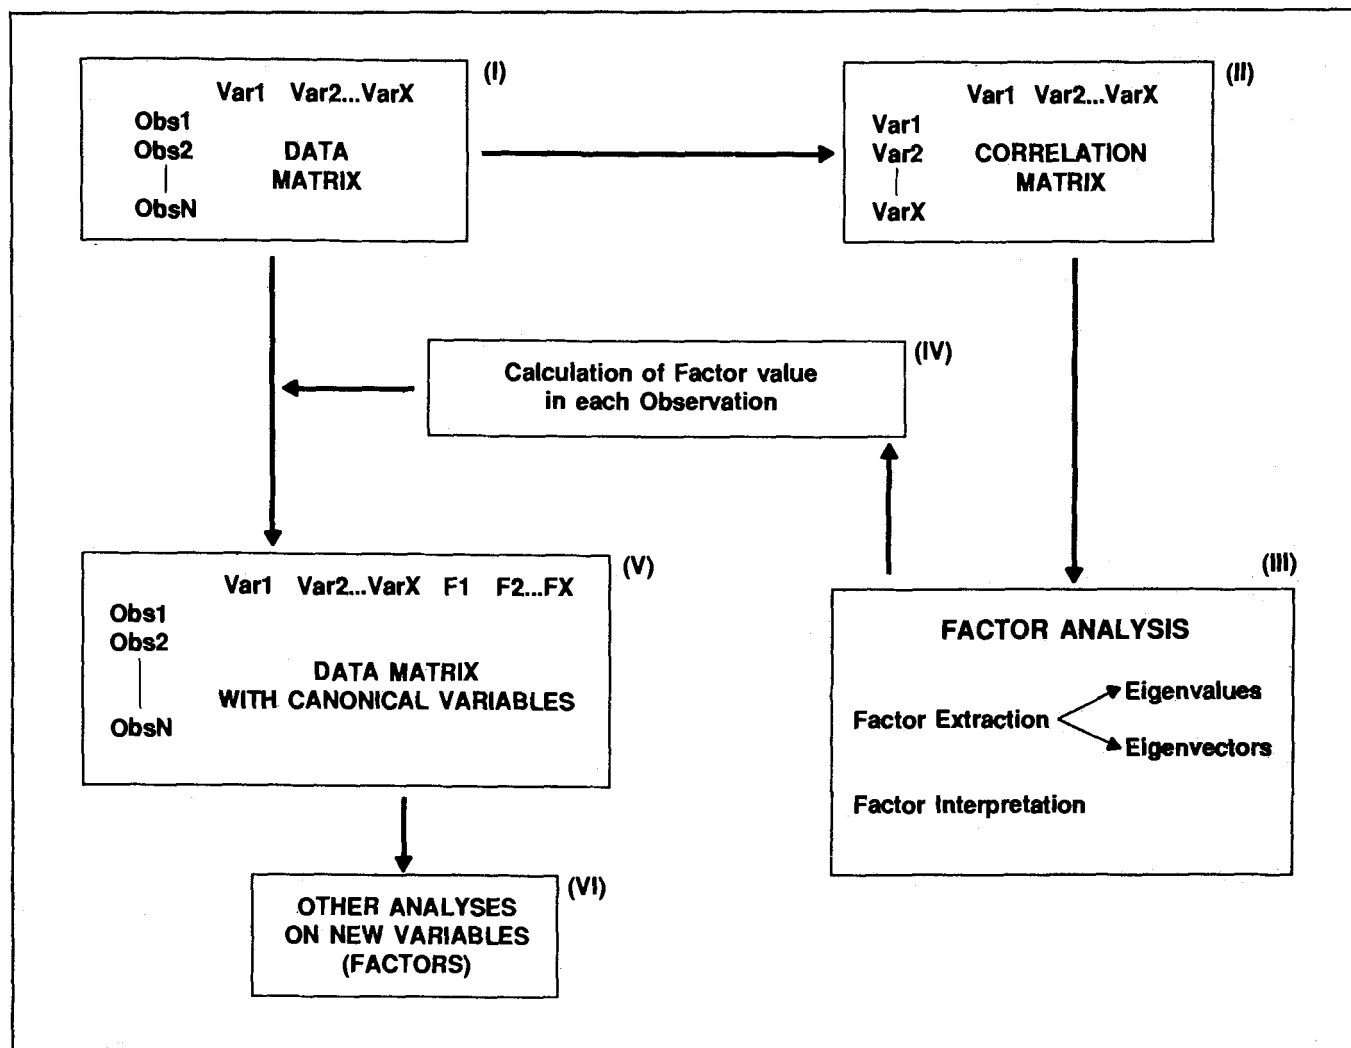 (I)
Var1 Var2...VarX
Obs1
Obs2
ObsN
DATA
MATRIX
(II)
Var1 Var2...VarX
Var1
Var2
VarX
CORRELATION
MATRIX
(IV)
Calculation of Factor value
in each Observation
(III)
FACTOR ANALYSIS
Factor Extraction
Eigenvalues
Eigenvectors
Factor Interpretation
(V)
Var1 Var2...VarX F1 F2...FX
Obs1
Obs2
ObsN
DATA MATRIX
WITH CANONICAL VARIABLES
(VI)
OTHER ANALYSES
ON NEW VARIABLES
(FACTORS)